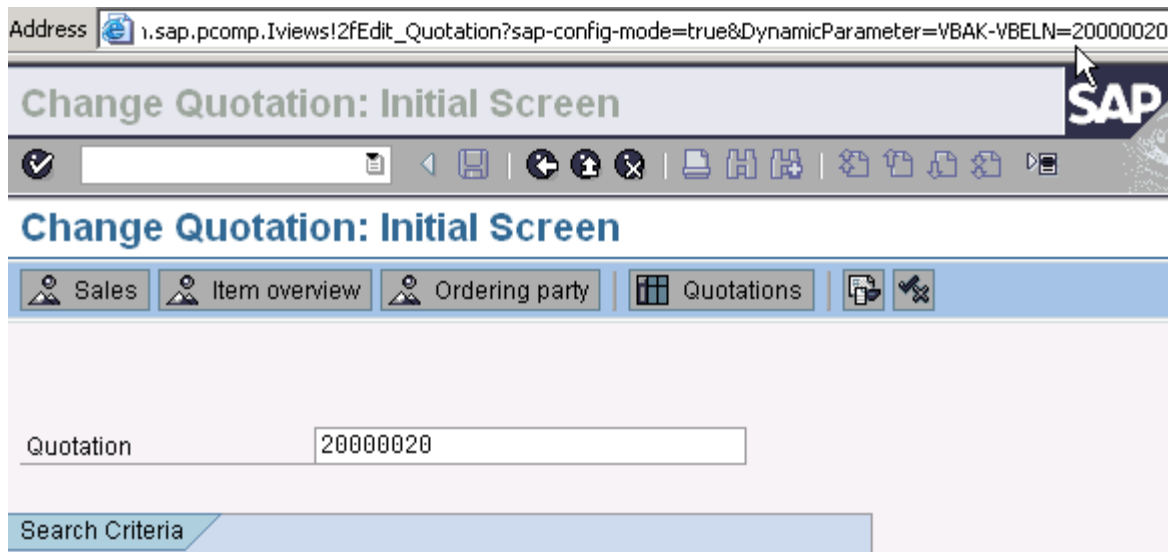 Address ı.sap.pcomp.Iviews!2fEdit_Quotation?sap-config-mode=true&DynamicParameter=VBAK-VBELN=20000020
Change Quotation: Initial Screen
SAP
Change Quotation: Initial Screen
Sales Item overview Ordering party Quotations
Quotation 20000020
Search Criteria